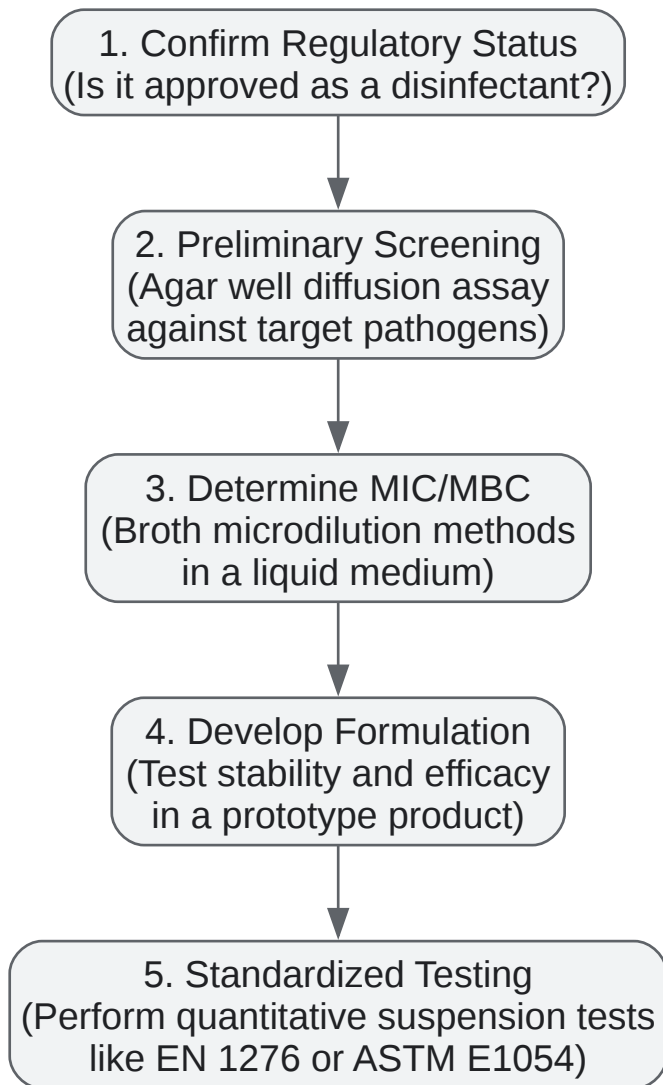 1. Confirm Regulatory Status
(Is it approved as a disinfectant?)
2. Preliminary Screening
(Agar well diffusion assay
against target pathogens)
3. Determine MIC/MBC
(Broth microdilution methods
in a liquid medium)
4. Develop Formulation
(Test stability and efficacy
in a prototype product)
5. Standardized Testing
(Perform quantitative suspension tests
like EN 1276 or ASTM E1054)